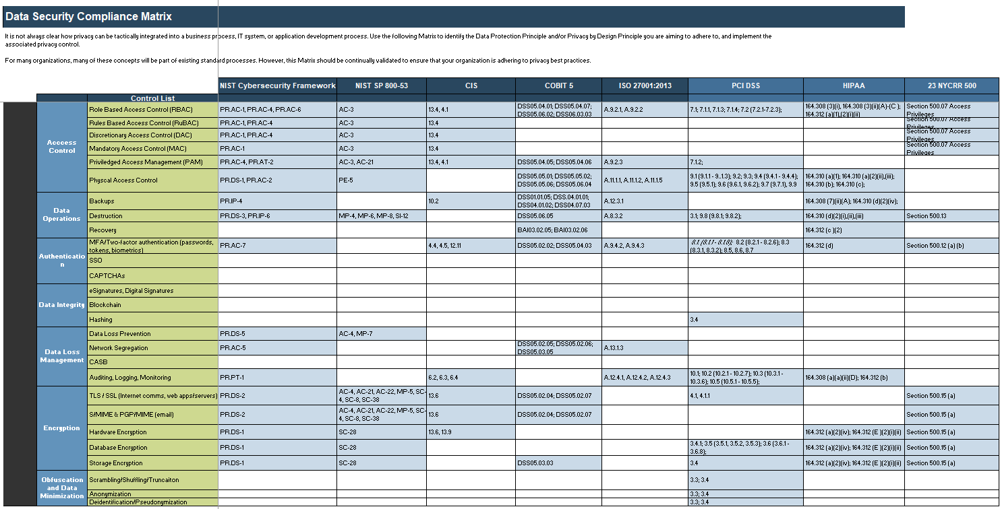 Data Security Compliance Matrix
It is not always clear how privacy can be tactically integrated into a business process, IT system, or application development process. Use the following Matrix to identify the Data Protection Principle and/or Privacy by Design Principle you are aiming to adhere to, and implement the
associated privacy control.
For many organizations, many of these concepts will be part of existing standard processes. However, this Matrix should be continually validated to ensure that your organization is adhering to privacy best practices.
NIST Cybersecurity Framework NIST SP 800-53 CIS COBIT 5 ISO 27001:2013 PCI DSS HIPAA 23 NYCRR 500
Control List
Acccess
Control
Role Based Access Control (RBAC) PR.AC-1, PR.AC-4, PR.AC-6 AC-3 13.4, 4.1 DSS05.04.01; DSS05.04.07; DSS05.06.02; DSS06.03.03 A.9.2.1, A.9.2.2 7.1; 7.1.1, 7.1.3; 7.1.4; 7.2 (7.2.1-7.2.3); 164.308 (3)(i), 164.308 (3)(ii)(A)-(C ); 164.312 (a)(1),(2)(i)(ii) Section 500.07 Access Privileges
Rules Based Access Control (RuBAC) PR.AC-1, PR.AC-4 AC-3 13.4 Section 500.07 Access Privileges
Discretionary Access Control (DAC) PR.AC-1, PR.AC-4 AC-3 13.4 Section 500.07 Access Privileges
Mandatory Access Control (MAC) PR.AC-1 AC-3 13.4 Section 500.07 Access Privileges
Priviledged Access Management (PAM) PR.AC-4, PR.AT-2 AC-3, AC-21 13.4, 4.1 DSS05.04.05; DSS05.04.06 A.9.2.3 7.1.2;
Physcal Access Control PR.DS-1, PR.AC-2 PE-5 DSS05.05.01; DSS05.05.02; DSS05.05.06; DSS05.06.04 A.11.1.1, A.11.1.2, A.11.1.5 9.1 (9.1.1 - 9..1.3); 9.2; 9.3; 9.4 (9.4.1 - 9.4.4); 9.5 (9.5.1); 9.6 (9.6.1, 9.6.2); 9.7 (9.7.1), 9.9 164.310 (a)(1); 164.310 (a)(2)(ii),(iii); 164.310 (b); 164.310 (c);
Data
Operations
Backups PR.IP-4 10.2 DSS01.01.05; DSS.04.01.01; DSS04.01.02; DSS04.07.03 A.12.3.1 164.308 (7)(ii)(A); 164.310 (d)(2)(iv);
Destruction PR.DS-3, PR.IP-6 MP-4, MP-6, MP-8, SI-12 DSS05.06.05 A.8.3.2 3.1; 9.8 (9.8.1; 9.8.2); 164.310 (d)(2)(i),(ii),(iii) Section 500.13
Recovery BAI03.02.05; BAI03.02.06 164.312 (c )(2)
Authenticatio
n
MFA/Two-factor authentication (passwords, tokens, biometrics) PR.AC-7 4.4, 4.5, 12.11 DSS05.02.02; DSS05.04.03 A.9.4.2, A.9.4.3 8.1 (8.1.1 - 8.1.8); 8.2 (8.2.1 - 8.2.6); 8.3 (8.3.1, 8.3.2); 8.5, 8.6, 8.7 164.312 (d) Section 500.12 (a) (b)
SSO
CAPTCHAs
Data Integrity
eSignatures, Digital Signatures
Blockchain
Hashing 3.4
Data Loss
Management
Data Loss Prevention PR.DS-5 AC-4, MP-7
Network Segregation PR.AC-5 DSS05.02.05; DSS05.02.06; DSS05.03.05 A.13.1.3
CASB
Auditing, Logging, Monitoring PR.PT-1 6.2, 6.3, 6.4 A.12.4.1, A.12.4.2, A.12.4.3 10.1; 10.2 (10.2.1 - 10.2.7); 10.3 (10.3.1 - 10.3.6); 10.5 (10.5.1 - 10.5.5); 164.308 (a)(a)(ii)(D); 164.312 (b)
Encryption
TLS / SSL (Internet comms, web apps/servers) PR.DS-2 AC-4, AC-21, AC-22, MP-5, SC-4, SC-8, SC-38 13.6 DSS05.02.04; DSS05.02.07 4.1, 4.1.1 Section 500.15 (a)
S/MIME & PGP/MIME (email) PR.DS-2 AC-4, AC-21, AC-22, MP-5, SC-4, SC-8, SC-38 13.6 DSS05.02.04; DSS05.02.07 Section 500.15 (a)
Hardware Encryption PR.DS-1 SC-28 13.6, 13.9 164.312 (a)(2)(iv); 164.312 (E )(2)(i)(ii) Section 500.15 (a)
Database Encryption PR.DS-1 SC-28 3.4.1; 3.5 (3.5.1, 3.5.2, 3.5.3); 3.6 (3.6.1 - 3.6.8); 164.312 (a)(2)(iv); 164.312 (E )(2)(i)(ii) Section 500.15 (a)
Storage Encryption PR.DS-1 SC-28 DSS05.03.03 3.4 164.312 (a)(2)(iv); 164.312 (E )(2)(i)(ii) Section 500.15 (a)
Obfuscation
and Data
Minimization
Scrambling/Shuffling/Truncaiton 3.3; 3.4
Anonymization 3.3; 3.4
Deidentification/Pseudonymization 3.3; 3.4